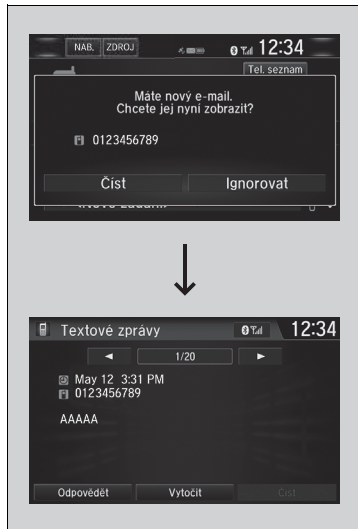 NAB. ZDROJ 12:34
Tel. seznam
Máte nový e-mail.
Chcete jej nyní zobrazit?
0123456789
Číst Ignorovat
Textové zprávy 12:34
1/20
May 12 3:31 PM
0123456789
AAAAA
Odpovědět Vytočit Číst